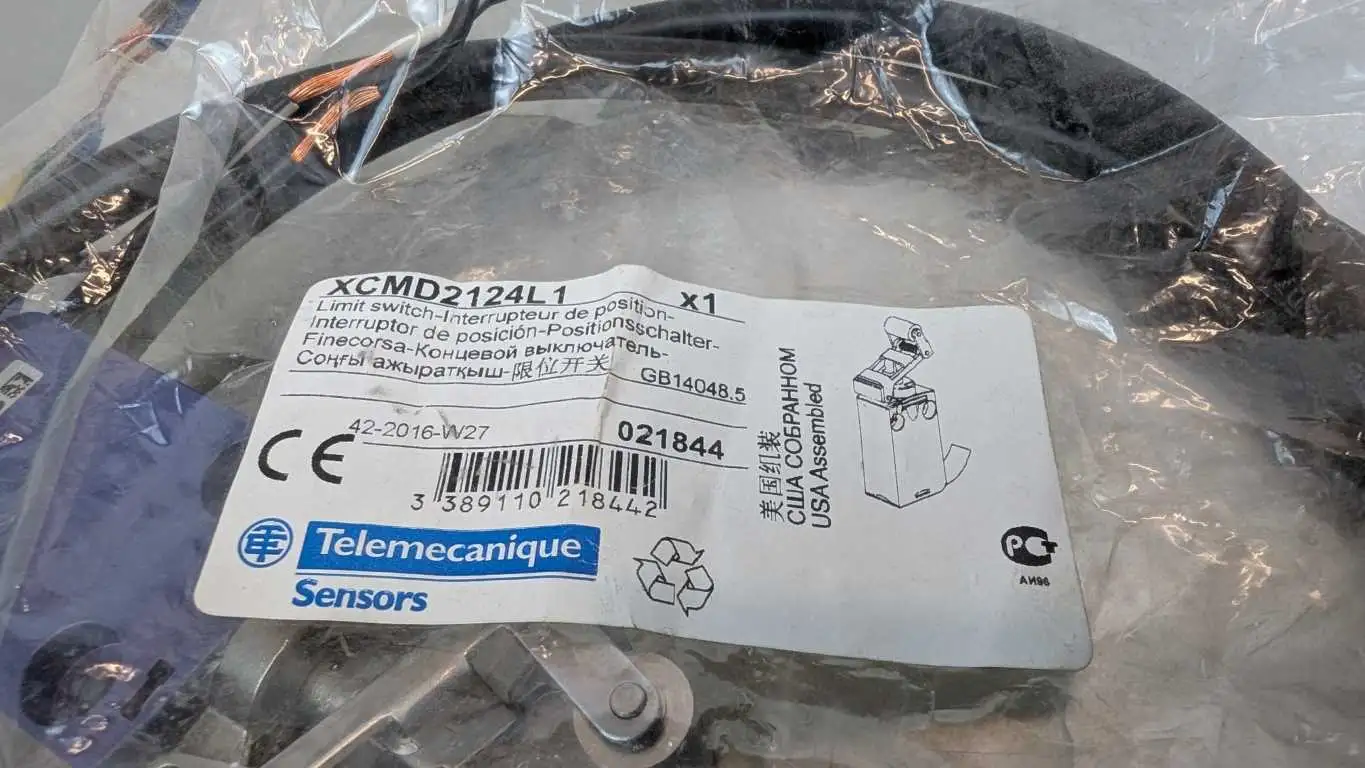 XCMD2124L1 x1
Limit switch-Interrupteur de position-
Interruptor de posición-Positionsschalter-
Finecorsa-Концевой выключатель-
Соңғы ажыратқыш-限位开关 GB14048.5
42-2016-W27 021844
CE
3 389110 218442
Telemecanique
Sensors
美国组装
США СОБРАННОМ
USA Assembled
РСТ
АИ96